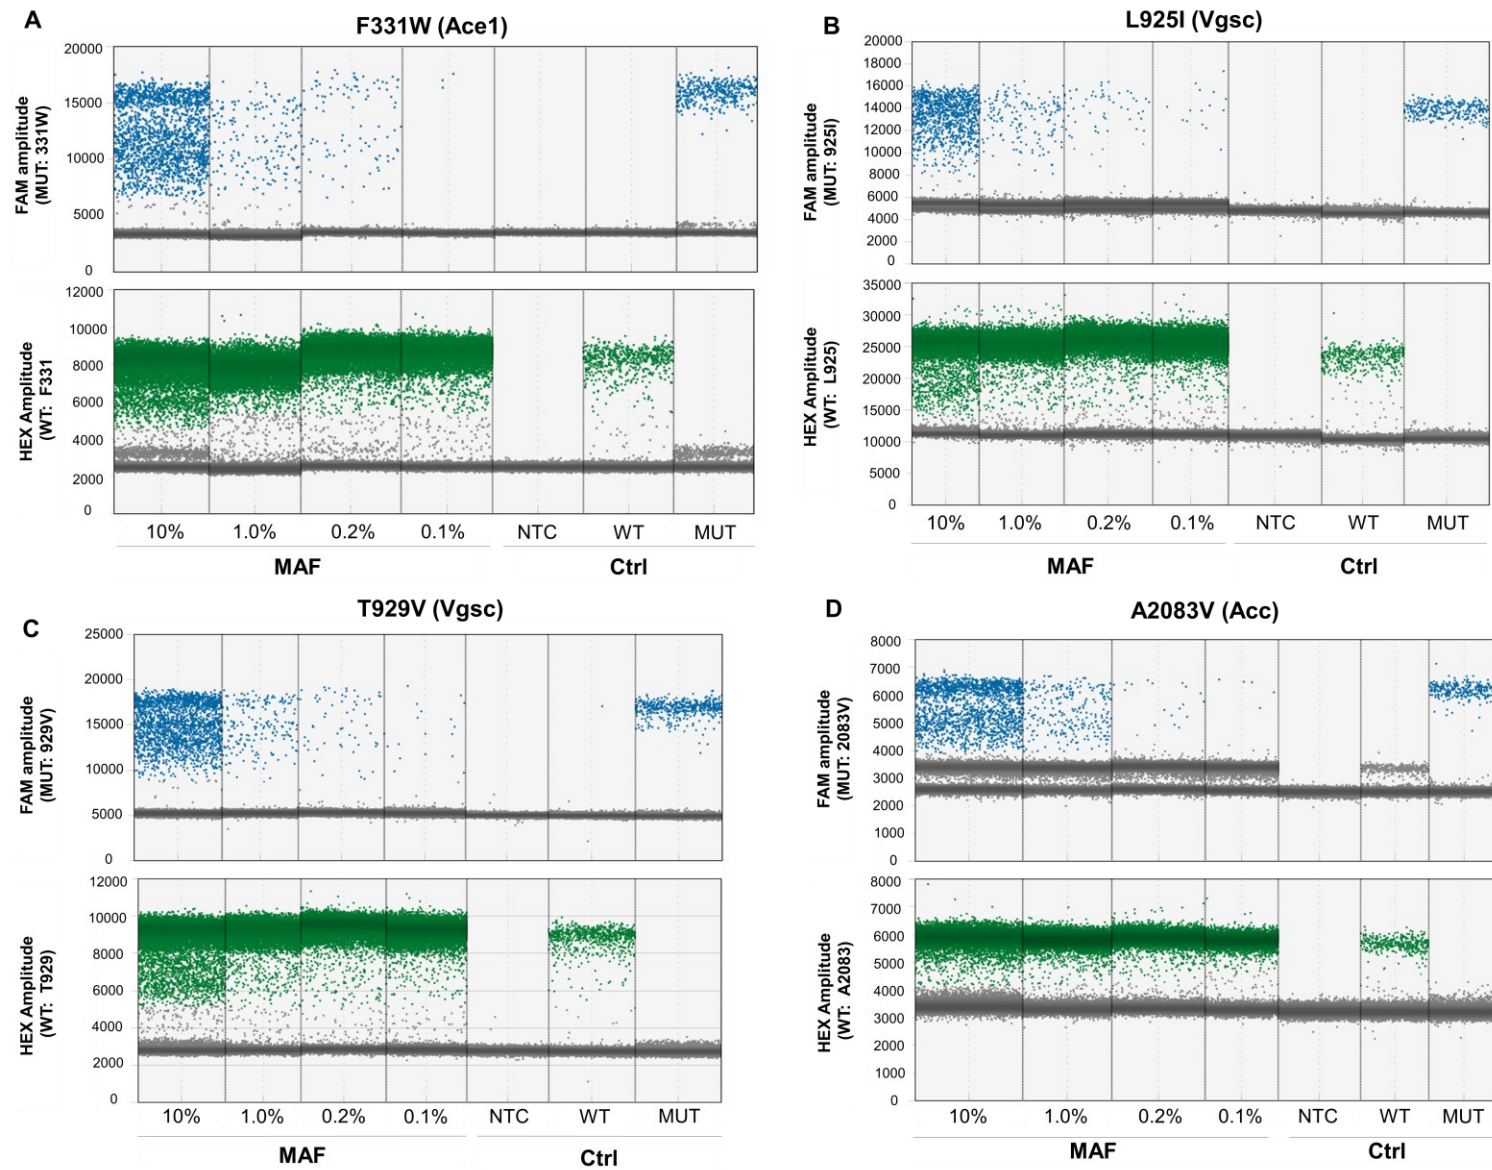 A
F331W (Ace1)
FAM amplitude
(MUT: 331W)
20000
15000
10000
5000
0
HEX Amplitude
(WT: F331
12000
10000
8000
6000
4000
2000
0
10% 1.0% 0.2% 0.1% NTC WT MUT
MAF Ctrl
B
L925I (Vgsc)
FAM amplitude
(MUT: 925I)
20000
18000
16000
14000
12000
10000
8000
6000
4000
2000
0
HEX Amplitude
(WT: L925)
35000
30000
25000
20000
15000
10000
5000
0
10% 1.0% 0.2% 0.1% NTC WT MUT
MAF Ctrl
C
T929V (Vgsc)
FAM amplitude
(MUT: 929V)
25000
20000
15000
10000
5000
0
HEX Amplitude
(WT: T929)
12000
10000
8000
6000
4000
2000
0
10% 1.0% 0.2% 0.1% NTC WT MUT
MAF Ctrl
D
A2083V (Acc)
FAM amplitude
(MUT: 2083V)
8000
7000
6000
5000
4000
3000
2000
1000
0
HEX Amplitude
(WT: A2083)
8000
7000
6000
5000
4000
3000
2000
1000
0
10% 1.0% 0.2% 0.1% NTC WT MUT
MAF Ctrl